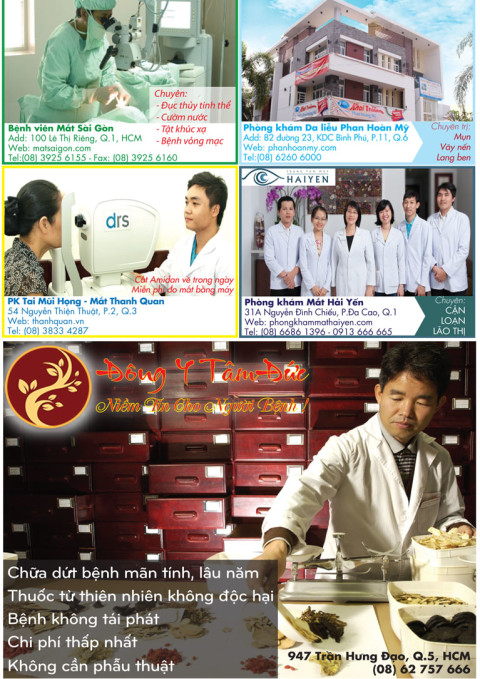 Chuyên:
- Đục thủy tinh thể
- Cườm nước
- Tật khúc xạ
- Bệnh võng mạc
Bệnh viên Mắt Sài Gòn
Add: 100 Lê Thị Riêng, Q.1, HCM
Web: matsaigon.com
Tel:(08) 3925 6155 - Fax: (08) 3925 6160
Phòng khám Da liễu Phan Hoàn Mỹ
Add: 82 đường 23, KDC Bình Phú, P.11, Q.6
Web: phanhoanmy.com
Tel:(08) 6260 6000
Chuyên trị:
Mụn
Vảy nến
Lang ben
drs
Cắt Amidan về trong ngày
Miễn phí đo mắt bằng máy
PK Tai Mũi Họng - Mắt Thanh Quan
54 Nguyễn Thiện Thuật, P.2, Q.3
Web: thanhquan.vn
Tel: (08) 3833 4287
TRUNG TÂM MẮT
HAIYEN
Phòng khám Mắt Hải Yến
31A Nguyễn Đình Chiểu, P.Đa Cao, Q.1
Web: phongkhammathaiyen.com
Tel: (08) 6686 1396 - 0913 666 665
Chuyên:
CẬN
LOẠN
LÃO THỊ
Đông Y Tâm Đức
Niềm Tin Cho Người Bệnh !
Chữa dứt bệnh mãn tính, lâu năm
Thuốc từ thiên nhiên không độc hại
Bệnh không tái phát
Chi phí thấp nhất
Không cần phẫu thuật
947 Trần Hưng Đạo, Q.5, HCM
(08) 62 757 666